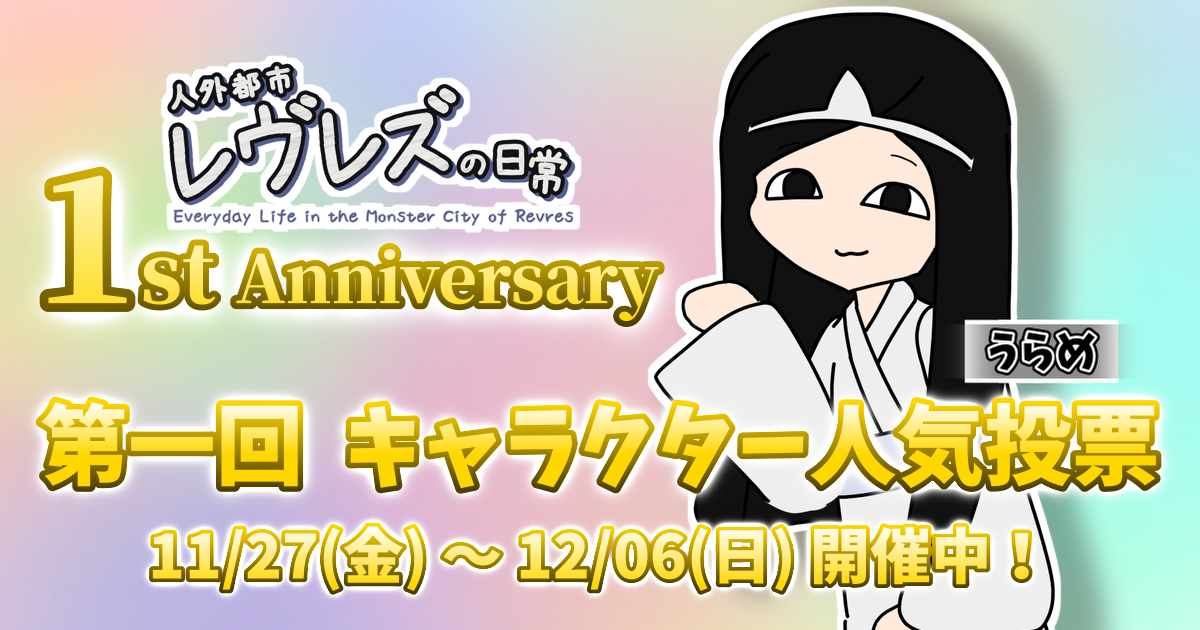 人外都市
レヴレズの日常
Everyday Life in the Monster City of Revres
1st Anniversary
うらめ
第一回 キャラクター人気投票
11/27(金) ～ 12/06(日) 開催中！